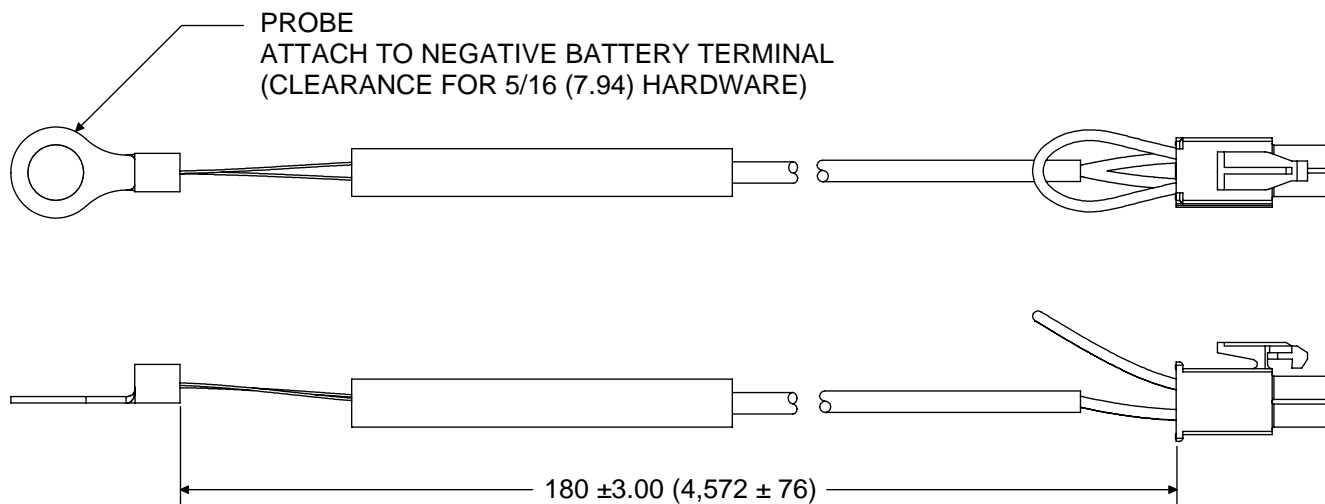 PROBE
ATTACH TO NEGATIVE BATTERY TERMINAL
(CLEARANCE FOR 5/16 (7.94) HARDWARE)
180 ±3.00 (4,572 ± 76)